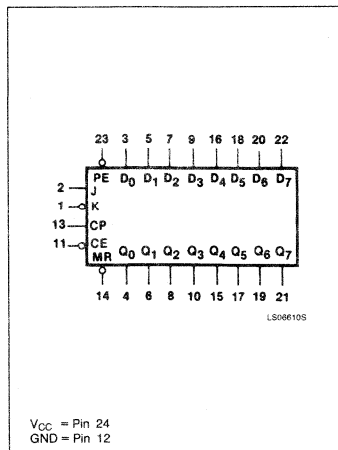 23 3 5 7 9 16 18 20 22
PE D0 D1 D2 D3 D4 D5 D6 D7
2 J
1 K
13 CP
11 CE
MR Q0 Q1 Q2 Q3 Q4 Q5 Q6 Q7
14 4 6 8 10 15 17 19 21
LS06610S
VCC = Pin 24
GND = Pin 12